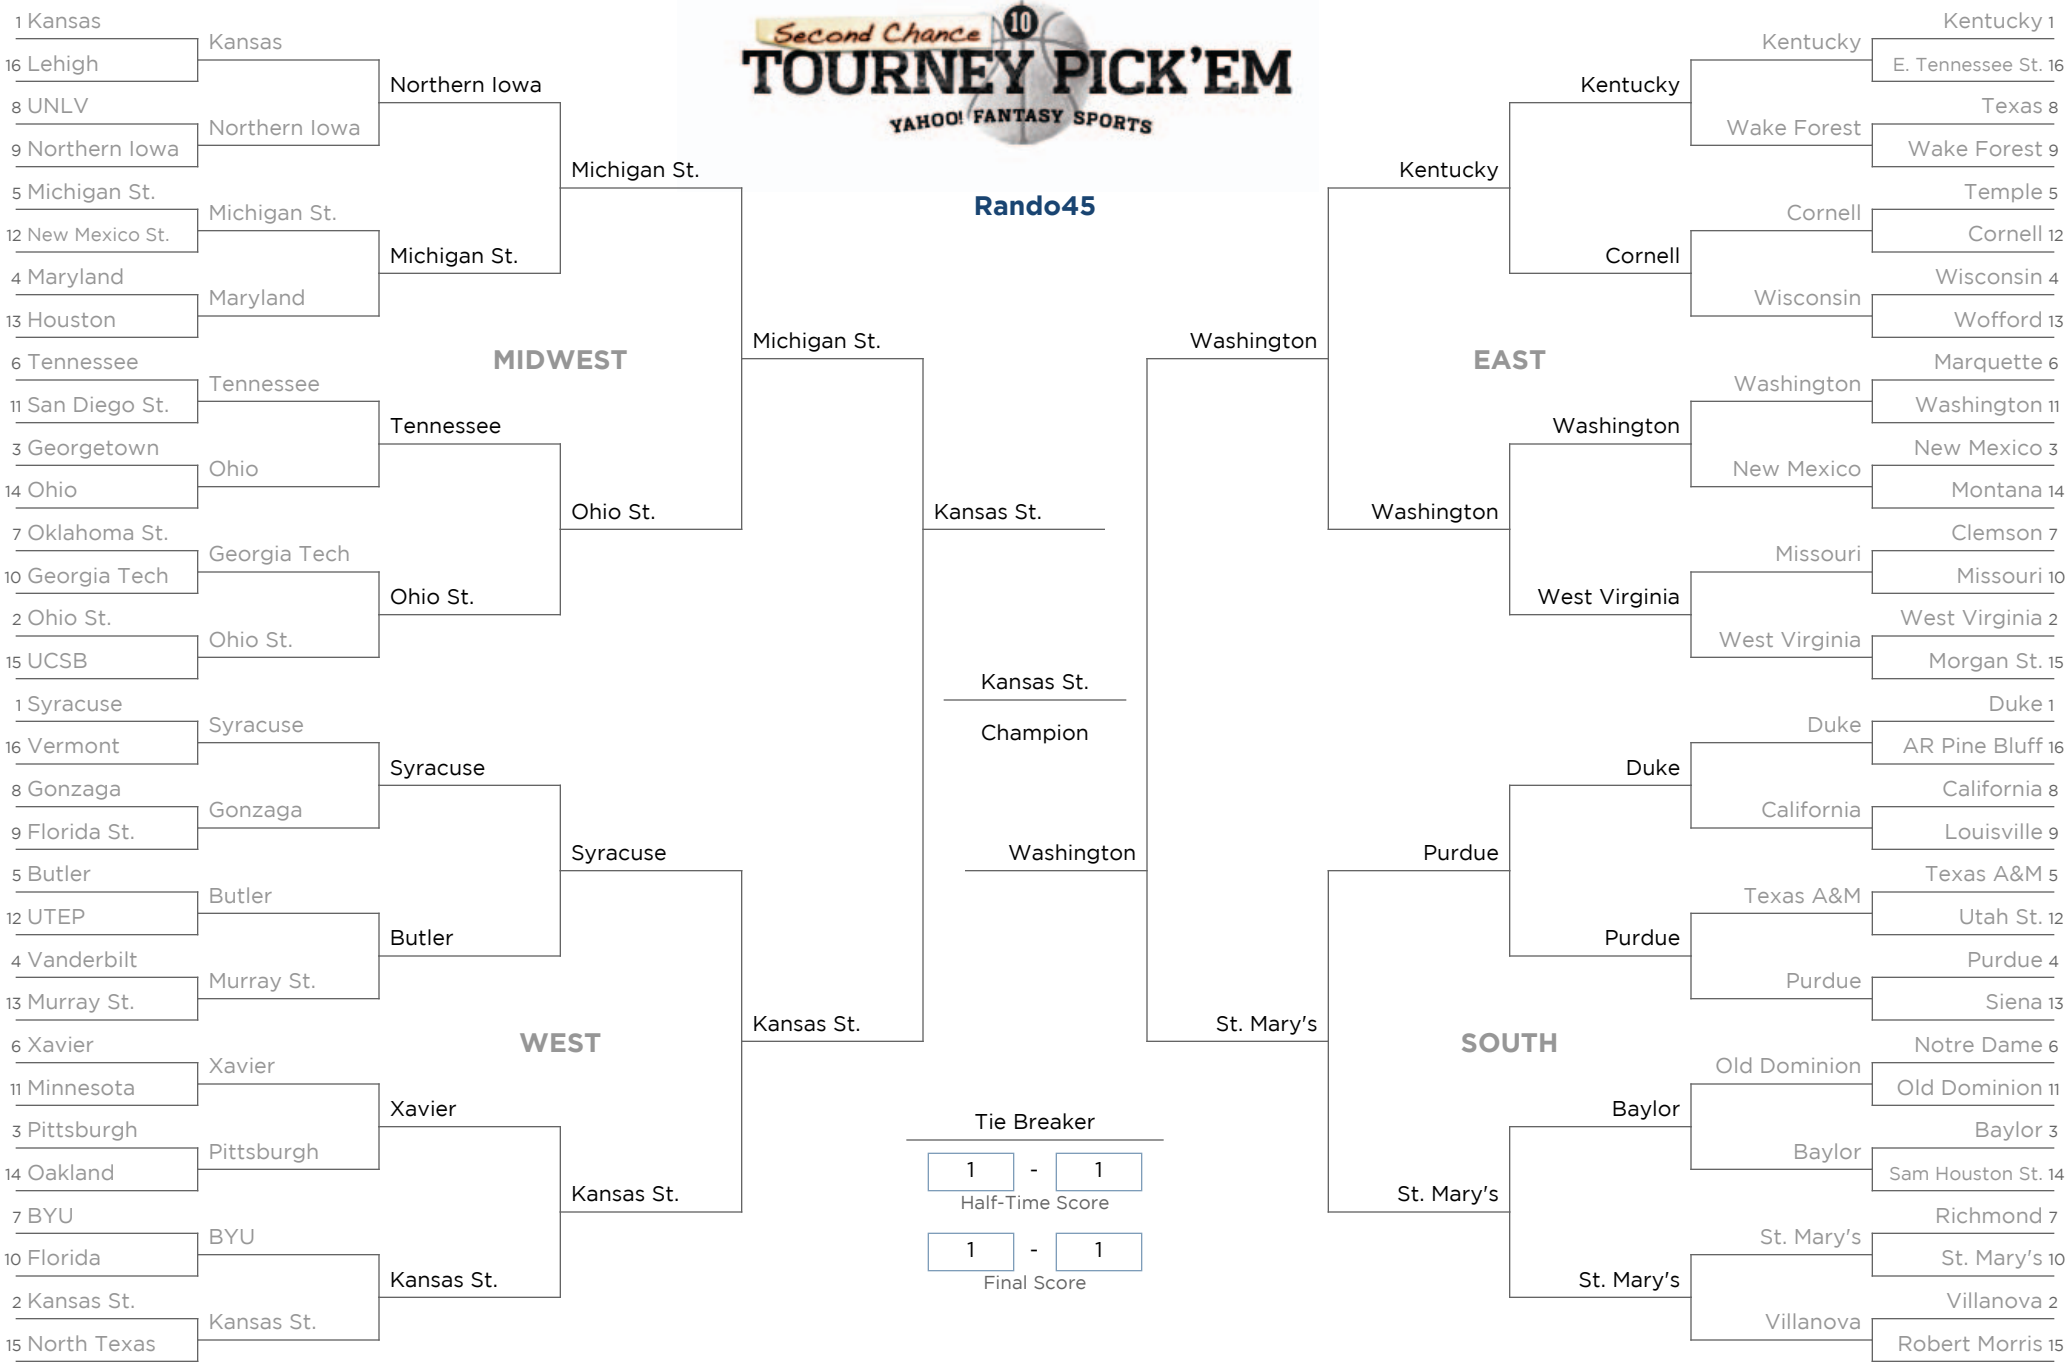 Second Chance 10
TOURNEY PICK'EM
YAHOO! FANTASY SPORTS
Rando45
1 Kansas
16 Lehigh
8 UNLV
9 Northern Iowa
5 Michigan St.
12 New Mexico St.
4 Maryland
13 Houston
6 Tennessee
11 San Diego St.
3 Georgetown
14 Ohio
7 Oklahoma St.
10 Georgia Tech
2 Ohio St.
15 UCSB
Kansas
Northern Iowa
Michigan St.
Maryland
Tennessee
Ohio
Georgia Tech
Ohio St.
Northern Iowa
Michigan St.
Tennessee
Ohio St.
Michigan St.
Ohio St.
Michigan St.
MIDWEST
1 Syracuse
16 Vermont
8 Gonzaga
9 Florida St.
5 Butler
12 UTEP
4 Vanderbilt
13 Murray St.
6 Xavier
11 Minnesota
3 Pittsburgh
14 Oakland
7 BYU
10 Florida
2 Kansas St.
15 North Texas
Syracuse
Gonzaga
Butler
Murray St.
Xavier
Pittsburgh
BYU
Kansas St.
Syracuse
Butler
Xavier
Kansas St.
Syracuse
Kansas St.
Kansas St.
WEST
Kansas St.
Kansas St.
Champion
Washington
Tie Breaker
1 - 1
Half-Time Score
1 - 1
Final Score
Washington
EAST
Kentucky
Washington
Kentucky
Cornell
Washington
West Virginia
Kentucky
Wake Forest
Cornell
Wisconsin
Washington
New Mexico
Missouri
West Virginia
Kentucky 1
E. Tennessee St. 16
Texas 8
Wake Forest 9
Temple 5
Cornell 12
Wisconsin 4
Wofford 13
Marquette 6
Washington 11
New Mexico 3
Montana 14
Clemson 7
Missouri 10
West Virginia 2
Morgan St. 15
St. Mary's
SOUTH
Purdue
St. Mary's
Duke
Purdue
Baylor
St. Mary's
Duke
California
Texas A&M
Purdue
Old Dominion
Baylor
St. Mary's
Villanova
Duke 1
AR Pine Bluff 16
California 8
Louisville 9
Texas A&M 5
Utah St. 12
Purdue 4
Siena 13
Notre Dame 6
Old Dominion 11
Baylor 3
Sam Houston St. 14
Richmond 7
St. Mary's 10
Villanova 2
Robert Morris 15